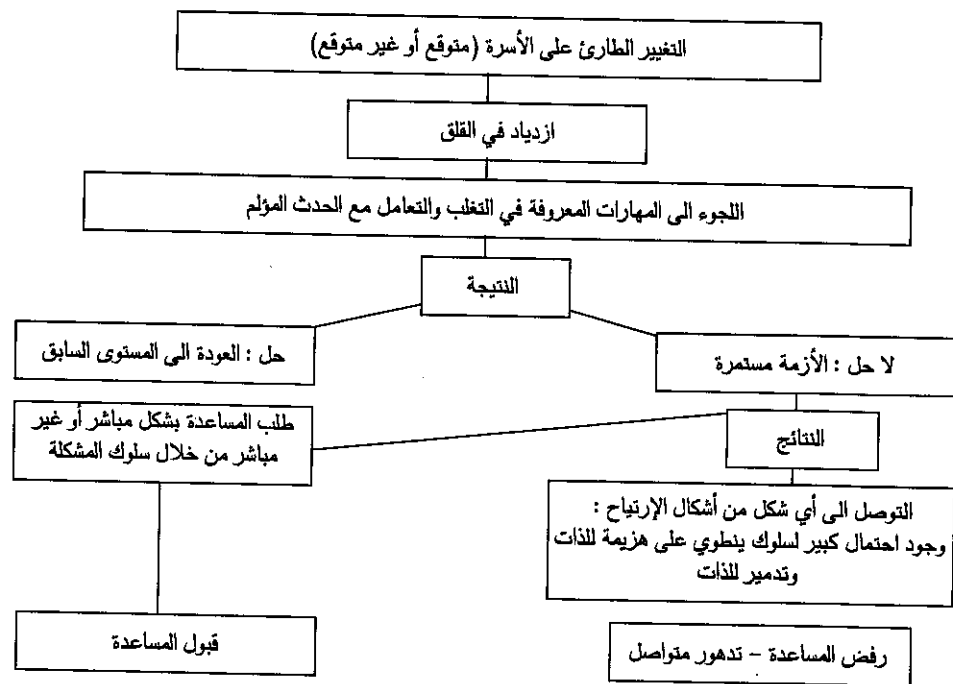 التغيير الطارئ على الأسرة (متوقع أو غير متوقع)
ازدياد في القلق
اللجوء الى المهارات المعروفة في التغلب والتعامل مع الحدث المؤلم
النتيجة
حل : العودة الى المستوى السابق
لا حل : الأزمة مستمرة
طلب المساعدة بشكل مباشر أو غير
مباشر من خلال سلوك المشكلة
النتائج
التوصل الى أي شكل من أشكال الإرتياح :
وجود احتمال كبير لسلوك ينطوي على هزيمة للذات
وتدمير للذات
قبول المساعدة
رفض المساعدة – تدهور متواصل